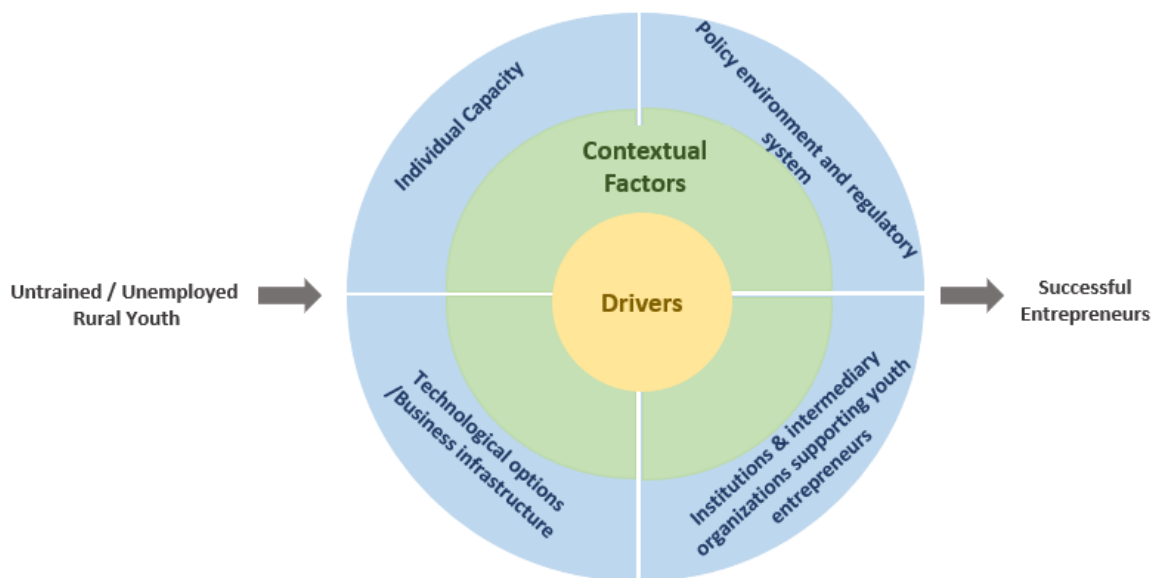 Individual Capacity
Policy environment and regulatory
system
Contextual
Factors
Drivers
Untrained / Unemployed
Rural Youth
Successful
Entrepreneurs
Technological options
/Business infrastructure
Institutions & intermediary
organizations supporting youth
entrepreneurs